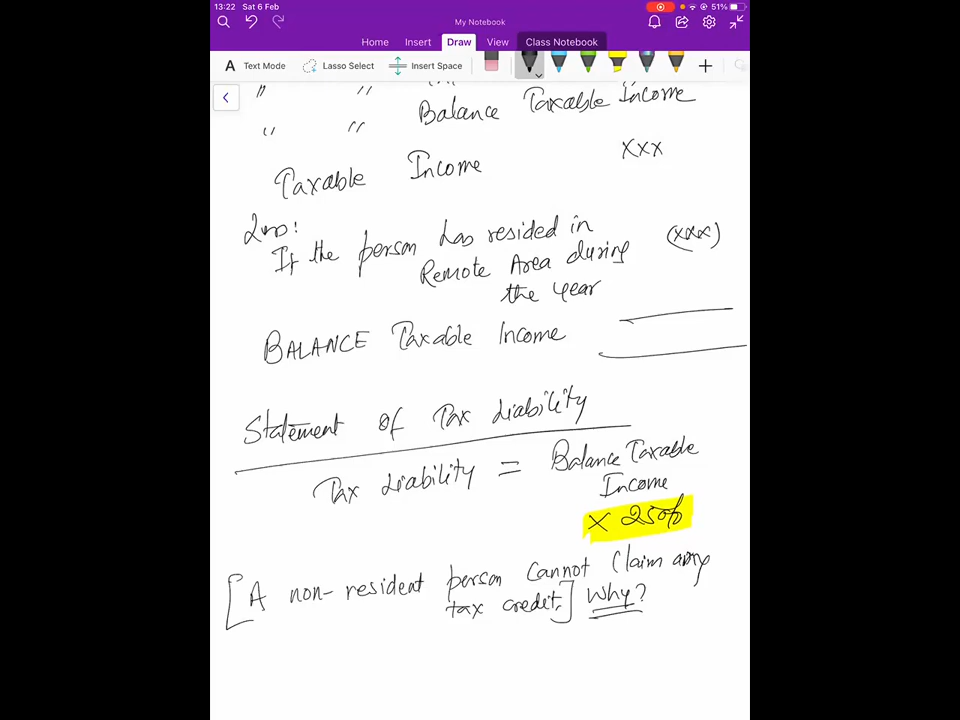 13:22 Sat 6 Feb
51%
My Notebook
Home Insert Draw View Class Notebook
Text Mode Lasso Select Insert Space
" " Balance Taxable Income
" "
Taxable Income XXX
2no:
If the person has resided in (XXX)
Remote Area during
the year
BALANCE Taxable Income
Statement of Tax Liability
Tax Liability = Balance Taxable
Income
X 25%
[A non-resident person cannot claim any
tax credit.] Why?